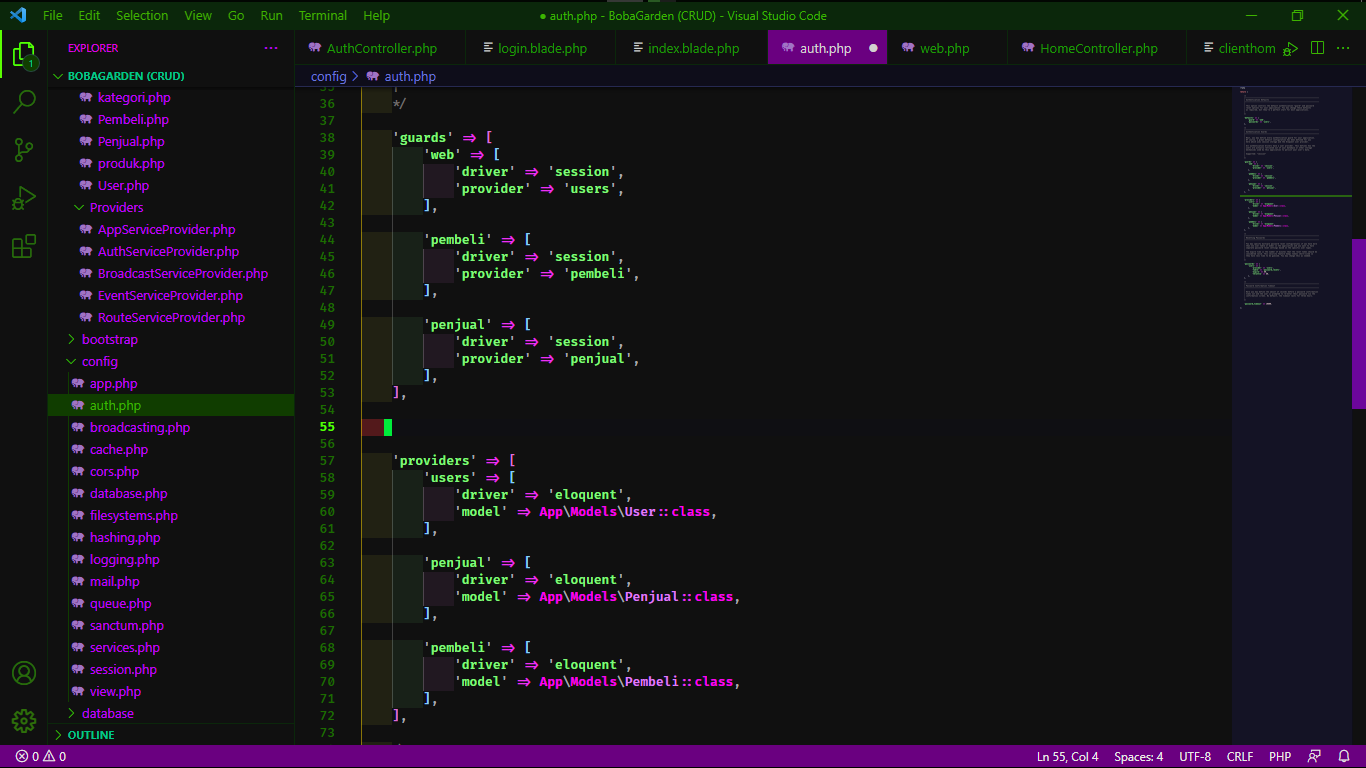 File Edit Selection View Go Run Terminal Help
● auth.php - BobaGarden (CRUD) - Visual Studio Code
EXPLORER
BOBAGARDEN (CRUD)
kategori.php
Pembeli.php
Penjual.php
produk.php
User.php
Providers
AppServiceProvider.php
AuthServiceProvider.php
BroadcastServiceProvider.php
EventServiceProvider.php
RouteServiceProvider.php
bootstrap
config
app.php
auth.php
broadcasting.php
cache.php
cors.php
database.php
filesystems.php
hashing.php
logging.php
mail.php
queue.php
sanctum.php
services.php
session.php
view.php
database
OUTLINE
1
AuthController.php login.blade.php index.blade.php auth.php web.php HomeController.php clienthom
config > auth.php
36 */
37
38 'guards' => [
39 'web' => [
40 'driver' => 'session',
41 'provider' => 'users',
42 ],
43
44 'pembeli' => [
45 'driver' => 'session',
46 'provider' => 'pembeli',
47 ],
48
49 'penjual' => [
50 'driver' => 'session',
51 'provider' => 'penjual',
52 ],
53 ],
54
55
56
57 'providers' => [
58 'users' => [
59 'driver' => 'eloquent',
60 'model' => App\Models\User::class,
61 ],
62
63 'penjual' => [
64 'driver' => 'eloquent',
65 'model' => App\Models\Penjual::class,
66 ],
67
68 'pembeli' => [
69 'driver' => 'eloquent',
70 'model' => App\Models\Pembeli::class,
71 ],
72 ],
73
0 0 Ln 55, Col 4 Spaces: 4 UTF-8 CRLF PHP